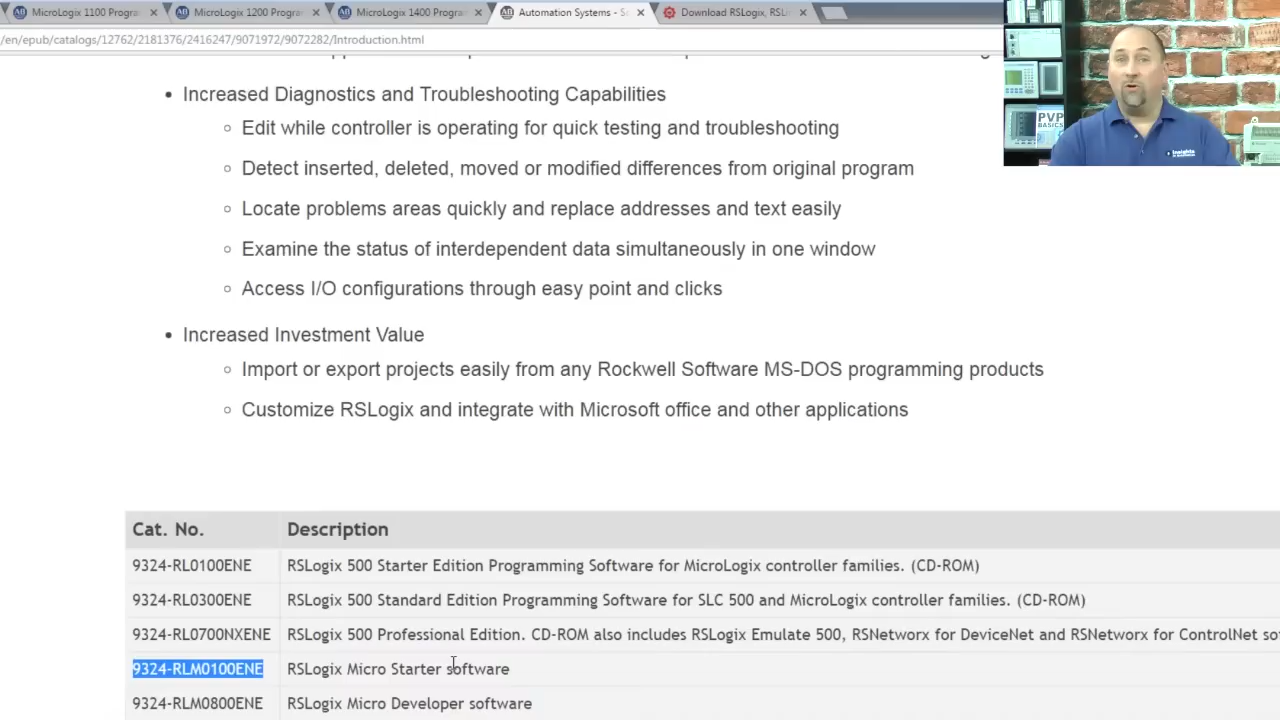 MicroLogix 1100 Progra
MicroLogix 1200 Progra
MicroLogix 1400 Progra
Automation Systems - Sc
Download RSLogix, RSLi
/en/epub/catalogs/12762/2181376/2416247/9071972/9072282/Introduction.html
Increased Diagnostics and Troubleshooting Capabilities
Edit while controller is operating for quick testing and troubleshooting
Detect inserted, deleted, moved or modified differences from original program
Locate problems areas quickly and replace addresses and text easily
Examine the status of interdependent data simultaneously in one window
Access I/O configurations through easy point and clicks
Increased Investment Value
Import or export projects easily from any Rockwell Software MS-DOS programming products
Customize RSLogix and integrate with Microsoft office and other applications
Cat. No. Description
9324-RL0100ENE RSLogix 500 Starter Edition Programming Software for MicroLogix controller families. (CD-ROM)
9324-RL0300ENE RSLogix 500 Standard Edition Programming Software for SLC 500 and MicroLogix controller families. (CD-ROM)
9324-RL0700NXENE RSLogix 500 Professional Edition. CD-ROM also includes RSLogix Emulate 500, RSNetworx for DeviceNet and RSNetworx for ControlNet so
9324-RLM0100ENE RSLogix Micro Starter software
9324-RLM0800ENE RSLogix Micro Developer software
PVP
BASICS
Insights